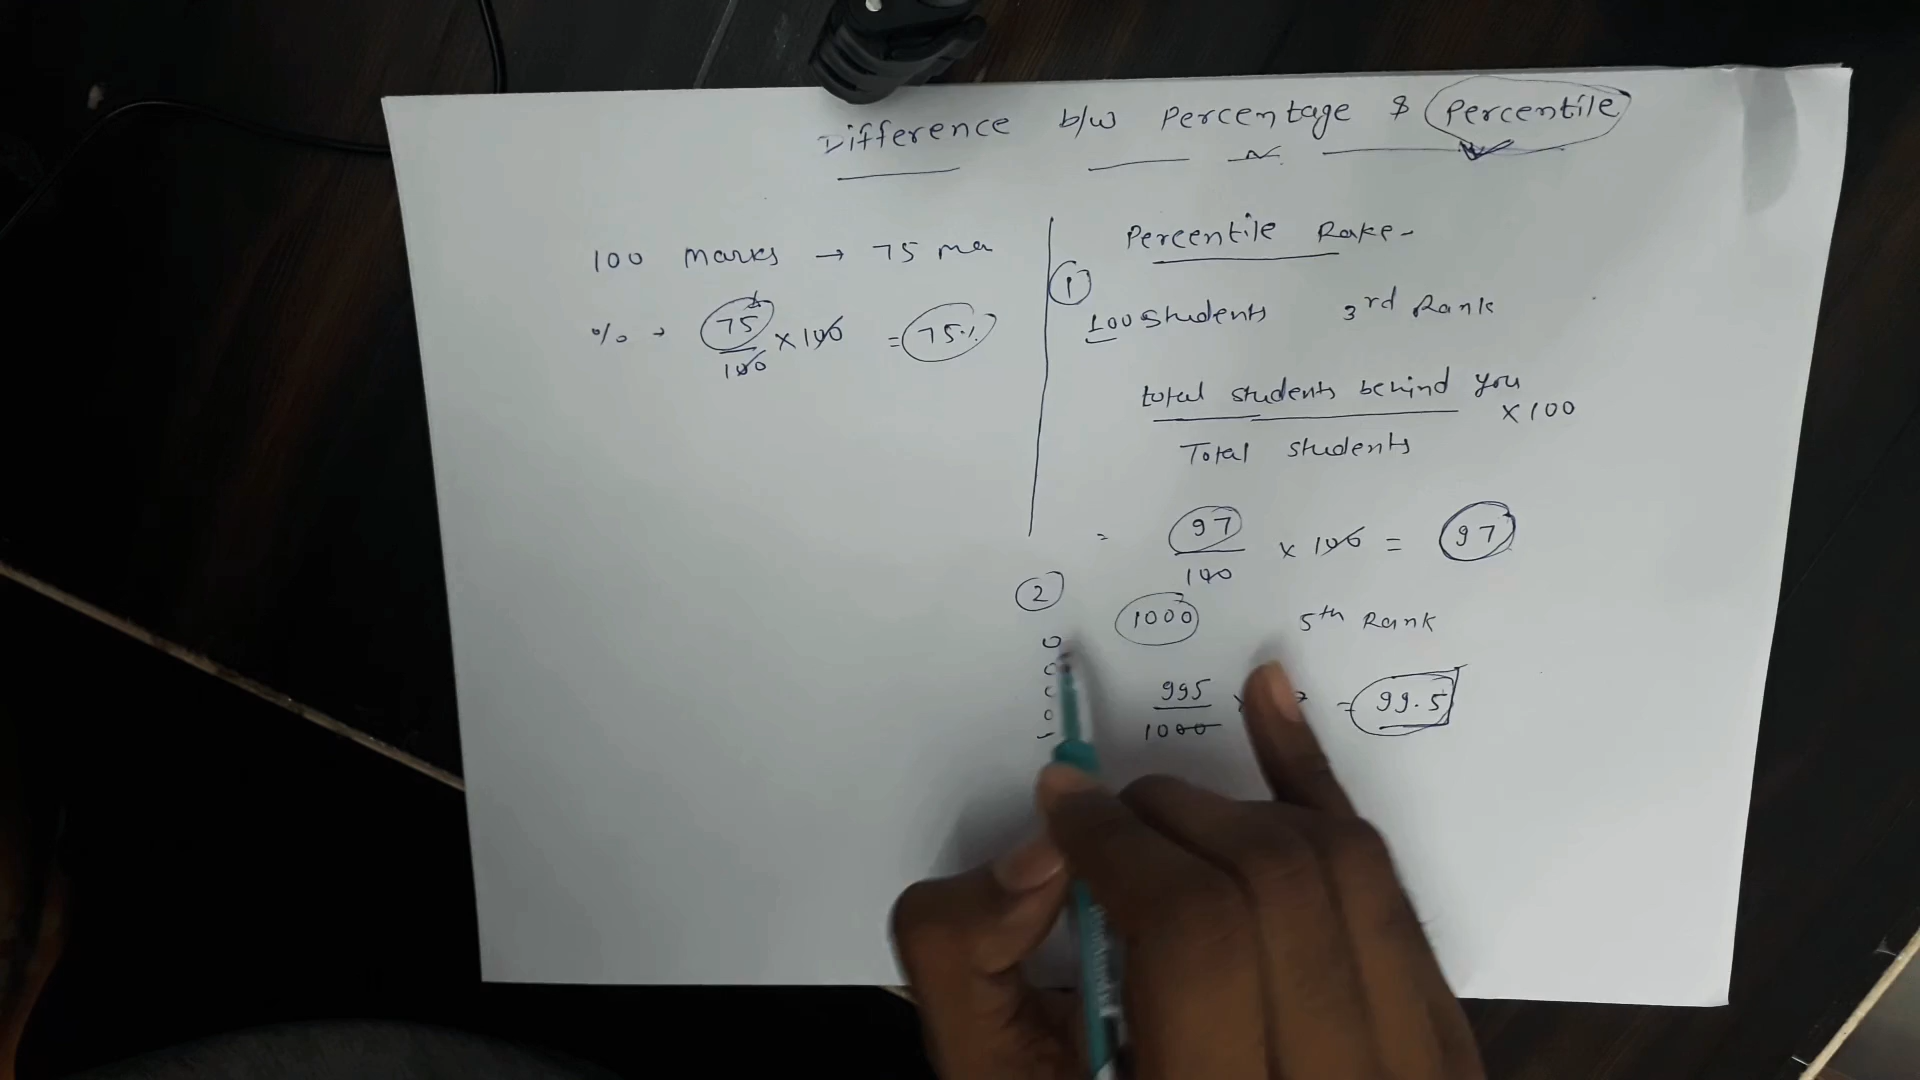 Difference b/w Percentage & Percentile
100 marks → 75 ma
% → 75/100 × 100 = 75%
Percentile Rake-
① 100 students 3rd Rank
total students behind you / Total students × 100
= 97/100 × 100 = 97
② 1000 5th Rank
995/1000 × = 99.5